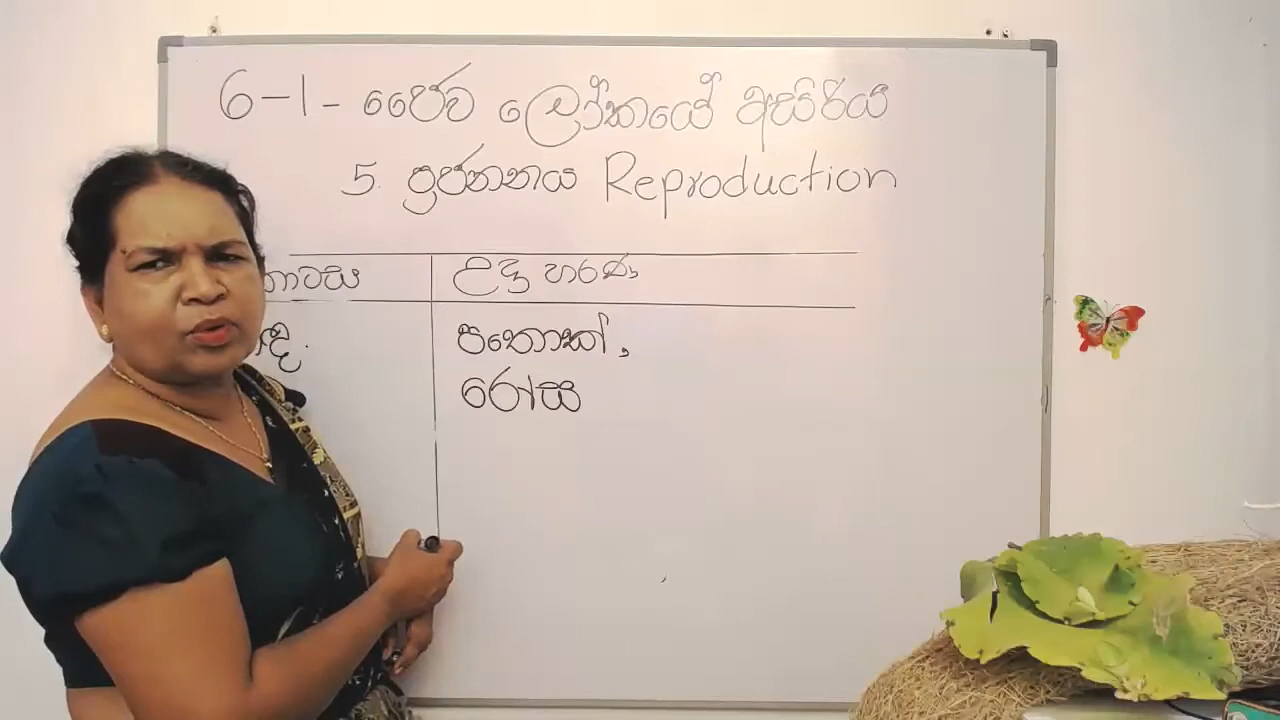 6-1 - ජෛව ලෝකයේ අසිරිය
5. ප්‍රජනනය Reproduction
උදාහරණ
පතොක්,
රෝස